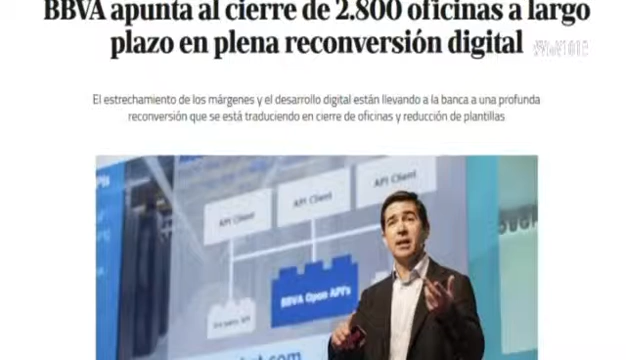 BBVA apunta al cierre de 2.800 oficinas a largo
plazo en plena reconversión digital
El estrechamiento de los márgenes y el desarrollo digital están llevando a la banca a una profunda
reconversión que se está traduciendo en cierre de oficinas y reducción de plantillas
API Client
API Client
API Client
BBVA Open API's